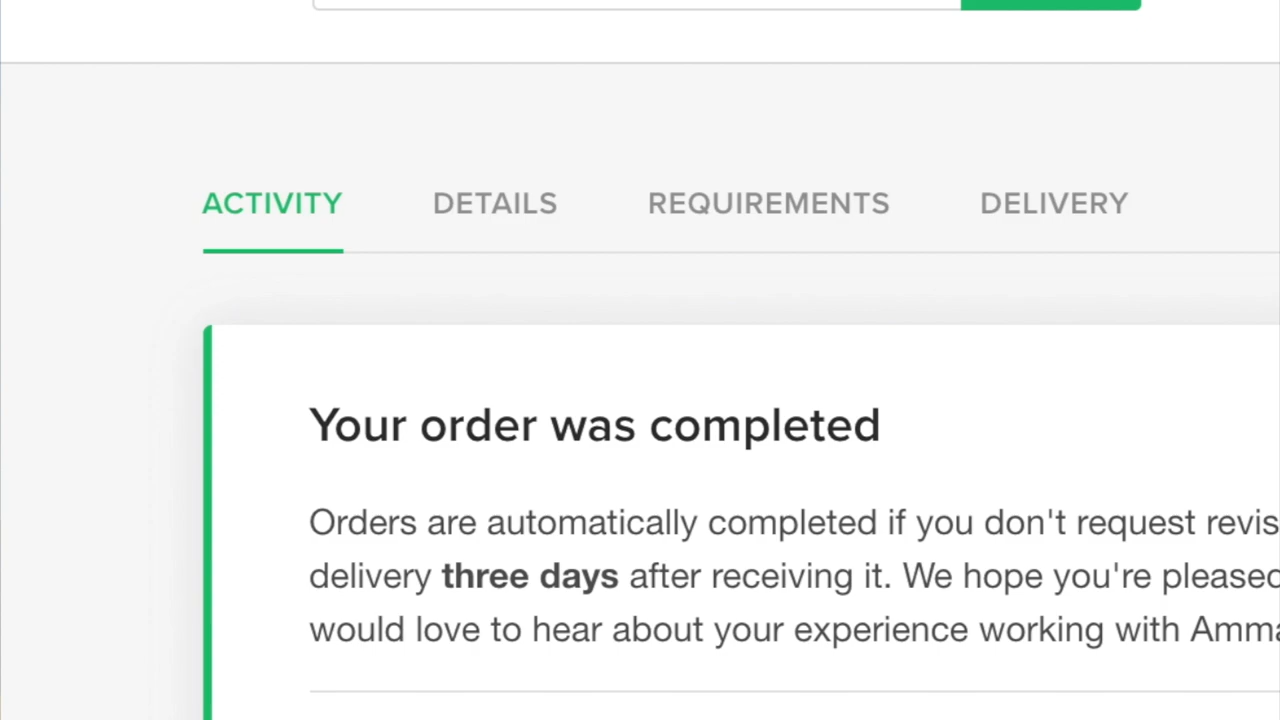 ACTIVITY DETAILS REQUIREMENTS DELIVERY
Your order was completed
Orders are automatically completed if you don't request revis
delivery three days after receiving it. We hope you're pleased
would love to hear about your experience working with Amma